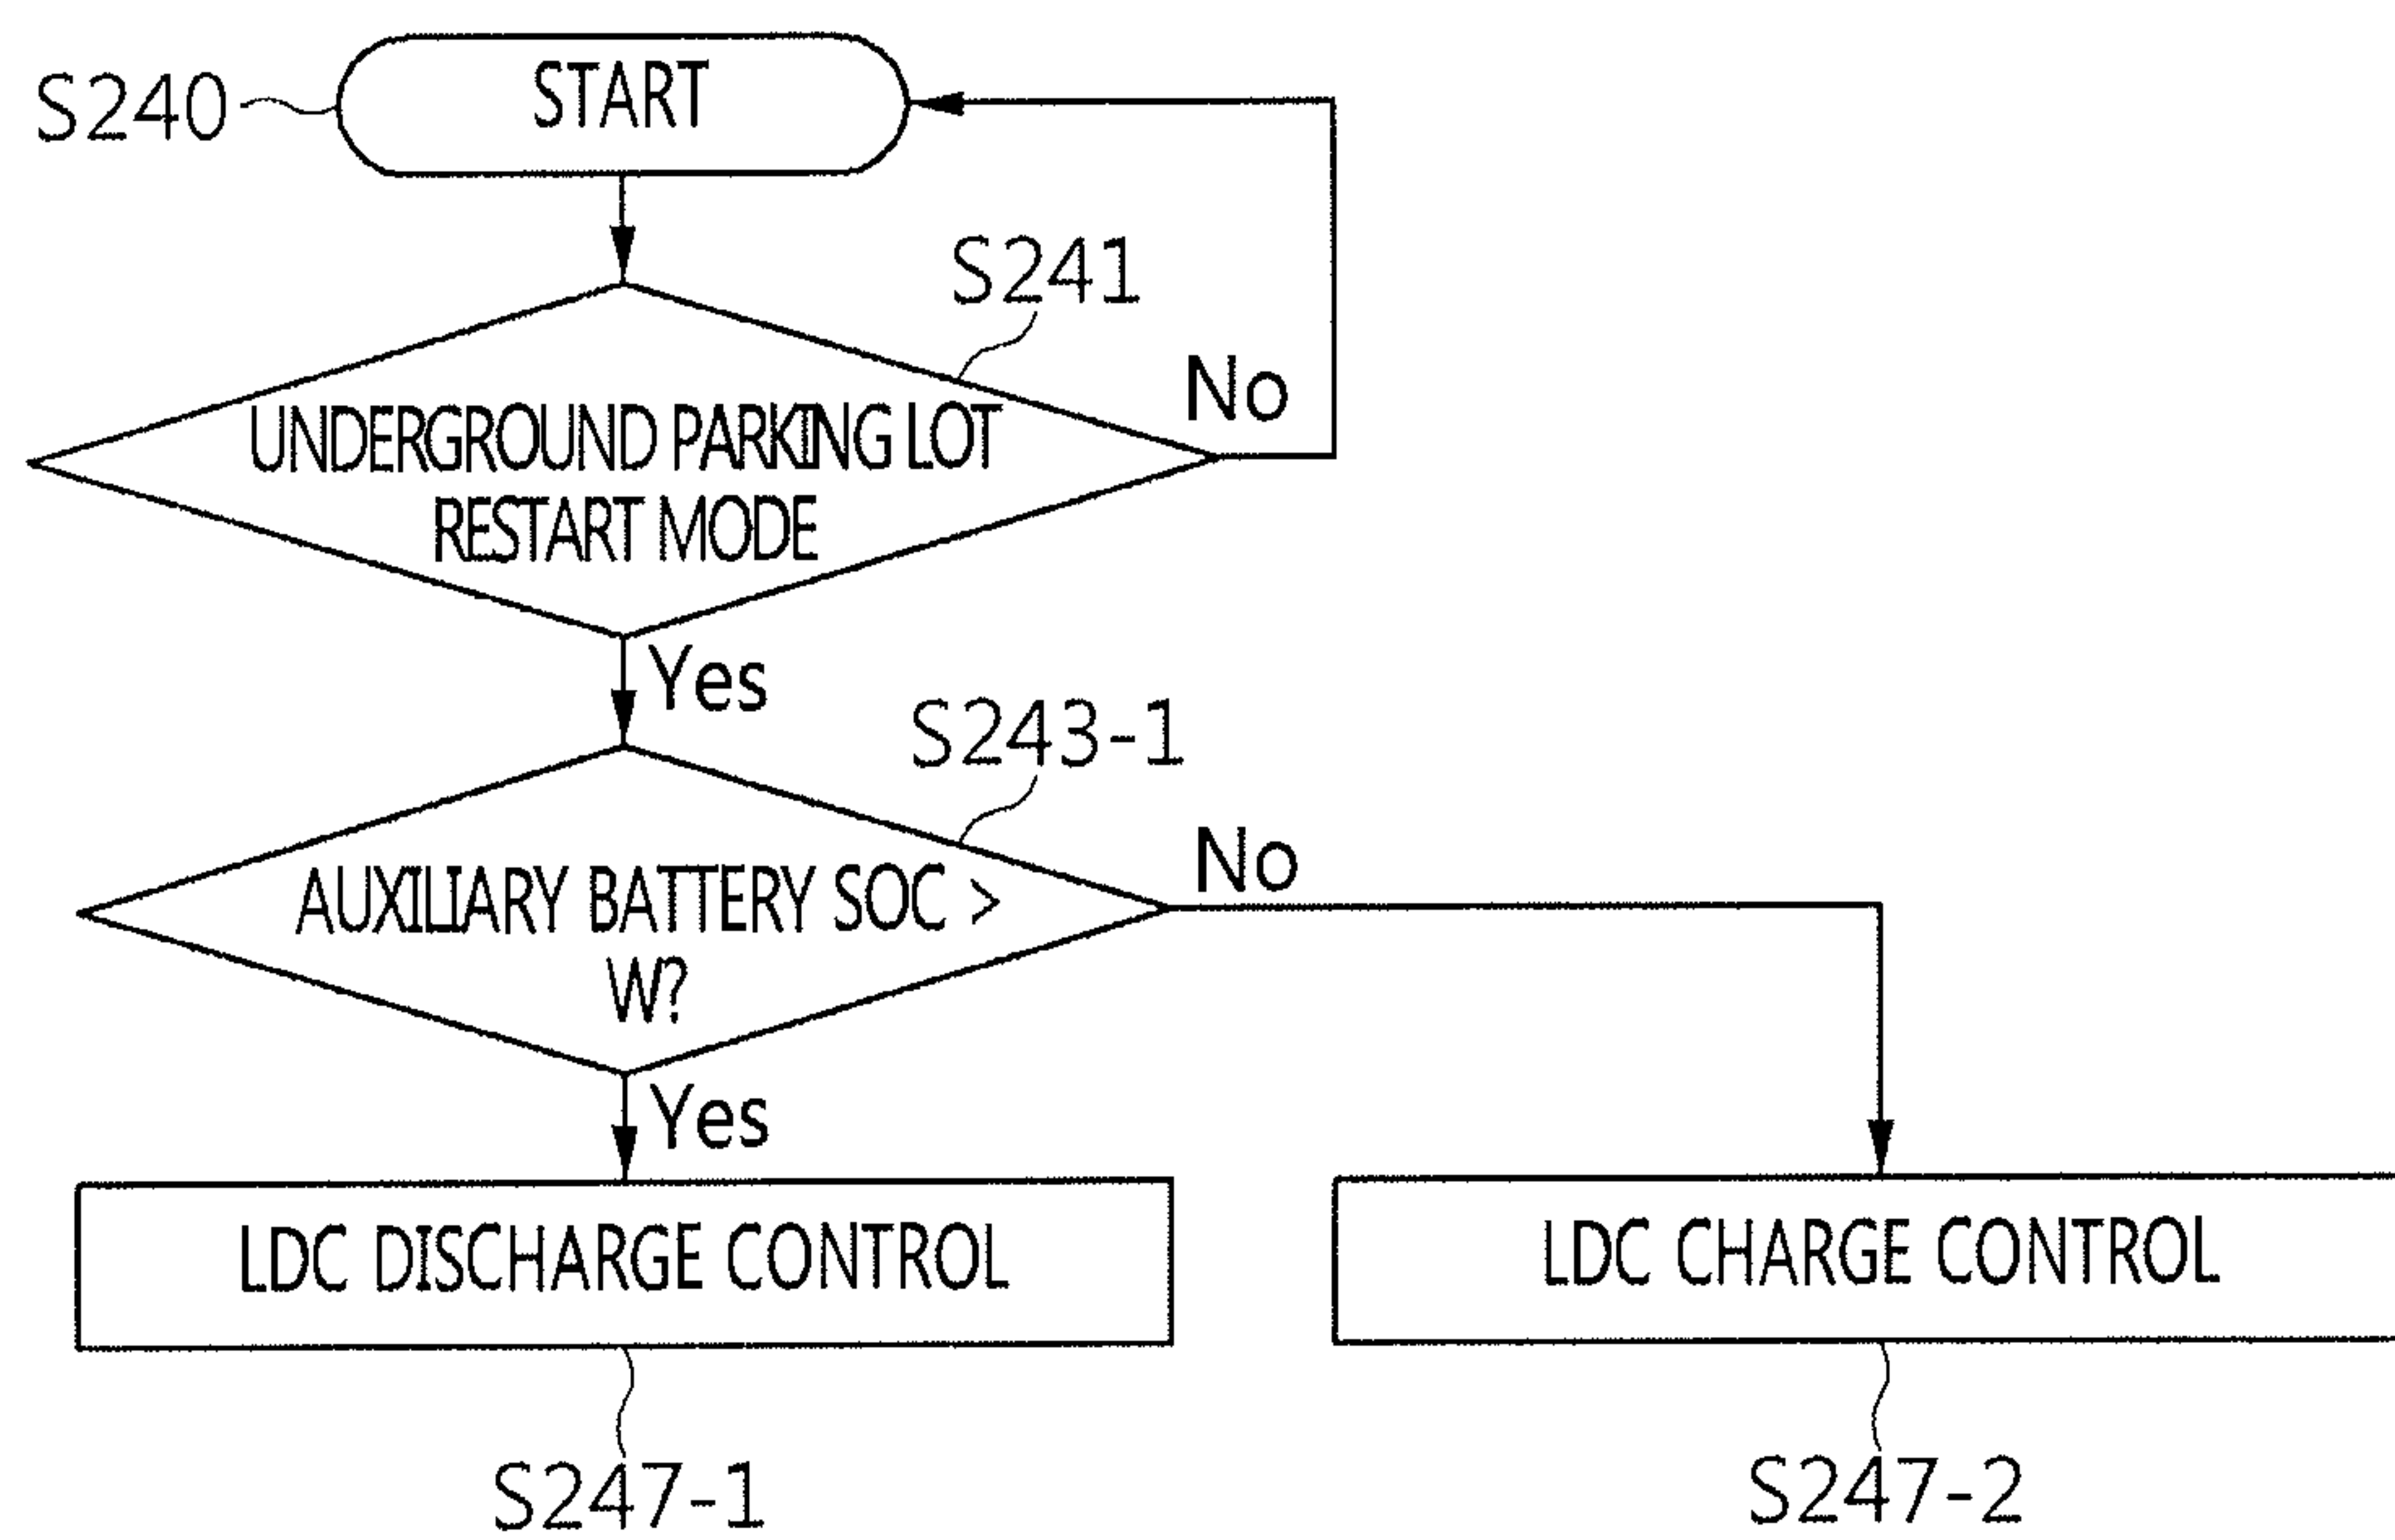 S240
START
S241
No
UNDERGROUND PARKING LOT
RESTART MODE
Yes
S243-1
No
AUXILIARY BATTERY SOC >
W?
Yes
LDC DISCHARGE CONTROL
LDC CHARGE CONTROL
S247-1
S247-2